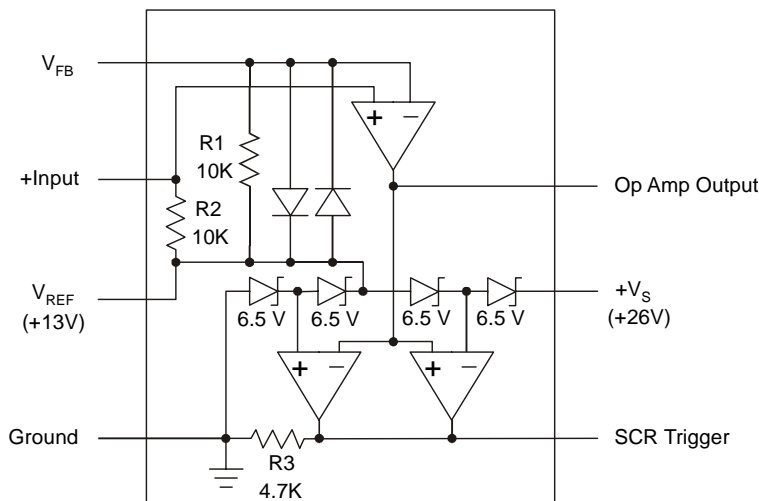 V_FB
+
−
R1
10K
+Input
Op Amp Output
R2
10K
V_REF
(+13V)
6.5 V
6.5 V
6.5 V
6.5 V
+V_S
(+26V)
+
−
+
−
Ground
R3
4.7K
SCR Trigger